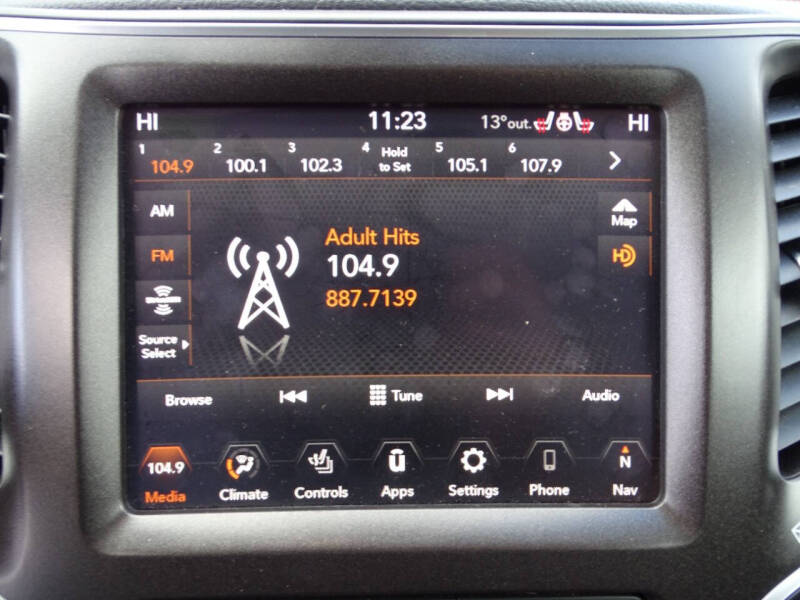 HI 11:23 13°out. HI
1 104.9 2 100.1 3 102.3 4 Hold to Set 5 105.1 6 107.9
AM
FM
Source
Select
Adult Hits
104.9
887.7139
Map
HD
Browse Tune Audio
104.9 N
Media Climate Controls Apps Settings Phone Nav